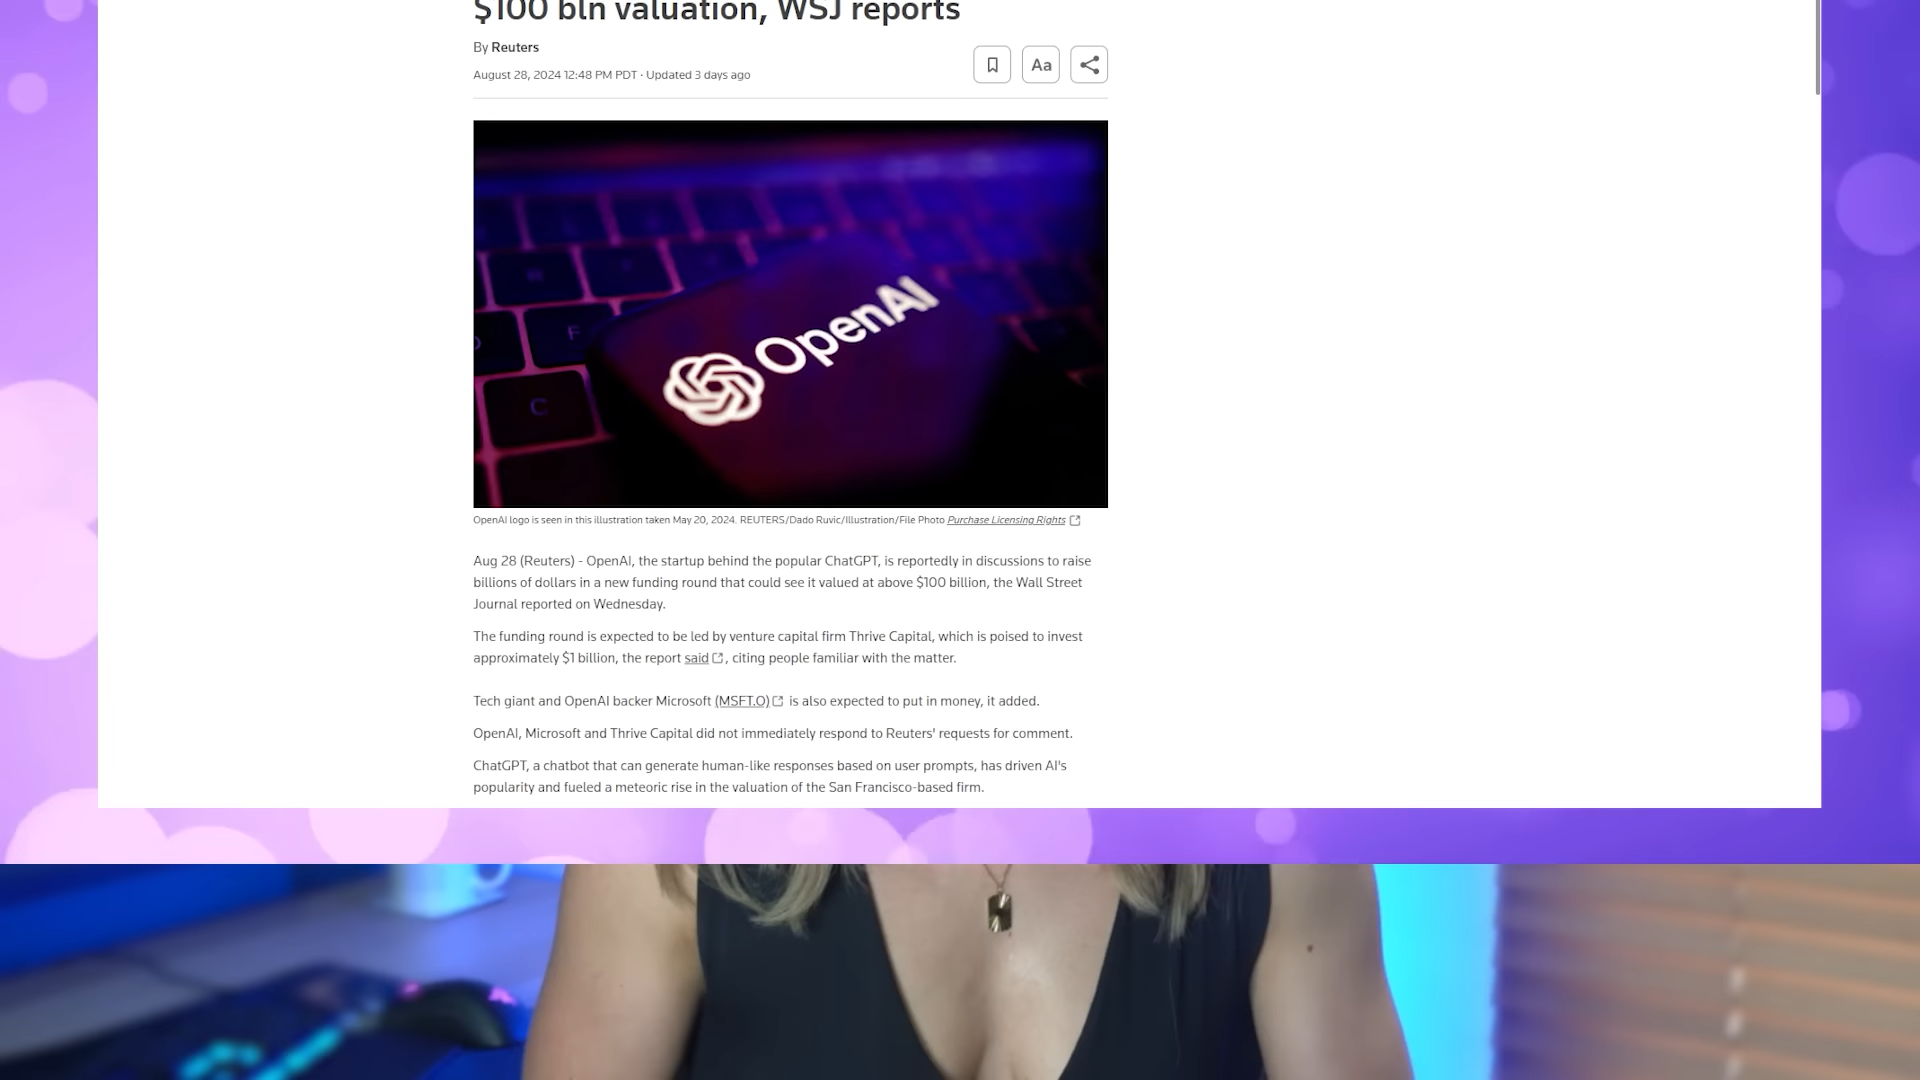 $100 bln valuation, WSJ reports
By Reuters
August 28, 2024 12:48 PM PDT · Updated 3 days ago
Aa
OpenAI
F
C
OpenAI logo is seen in this illustration taken May 20, 2024. REUTERS/Dado Ruvic/Illustration/File Photo Purchase Licensing Rights
Aug 28 (Reuters) - OpenAI, the startup behind the popular ChatGPT, is reportedly in discussions to raise
billions of dollars in a new funding round that could see it valued at above $100 billion, the Wall Street
Journal reported on Wednesday.
The funding round is expected to be led by venture capital firm Thrive Capital, which is poised to invest
approximately $1 billion, the report said , citing people familiar with the matter.
Tech giant and OpenAI backer Microsoft (MSFT.O) is also expected to put in money, it added.
OpenAI, Microsoft and Thrive Capital did not immediately respond to Reuters' requests for comment.
ChatGPT, a chatbot that can generate human-like responses based on user prompts, has driven AI's
popularity and fueled a meteoric rise in the valuation of the San Francisco-based firm.